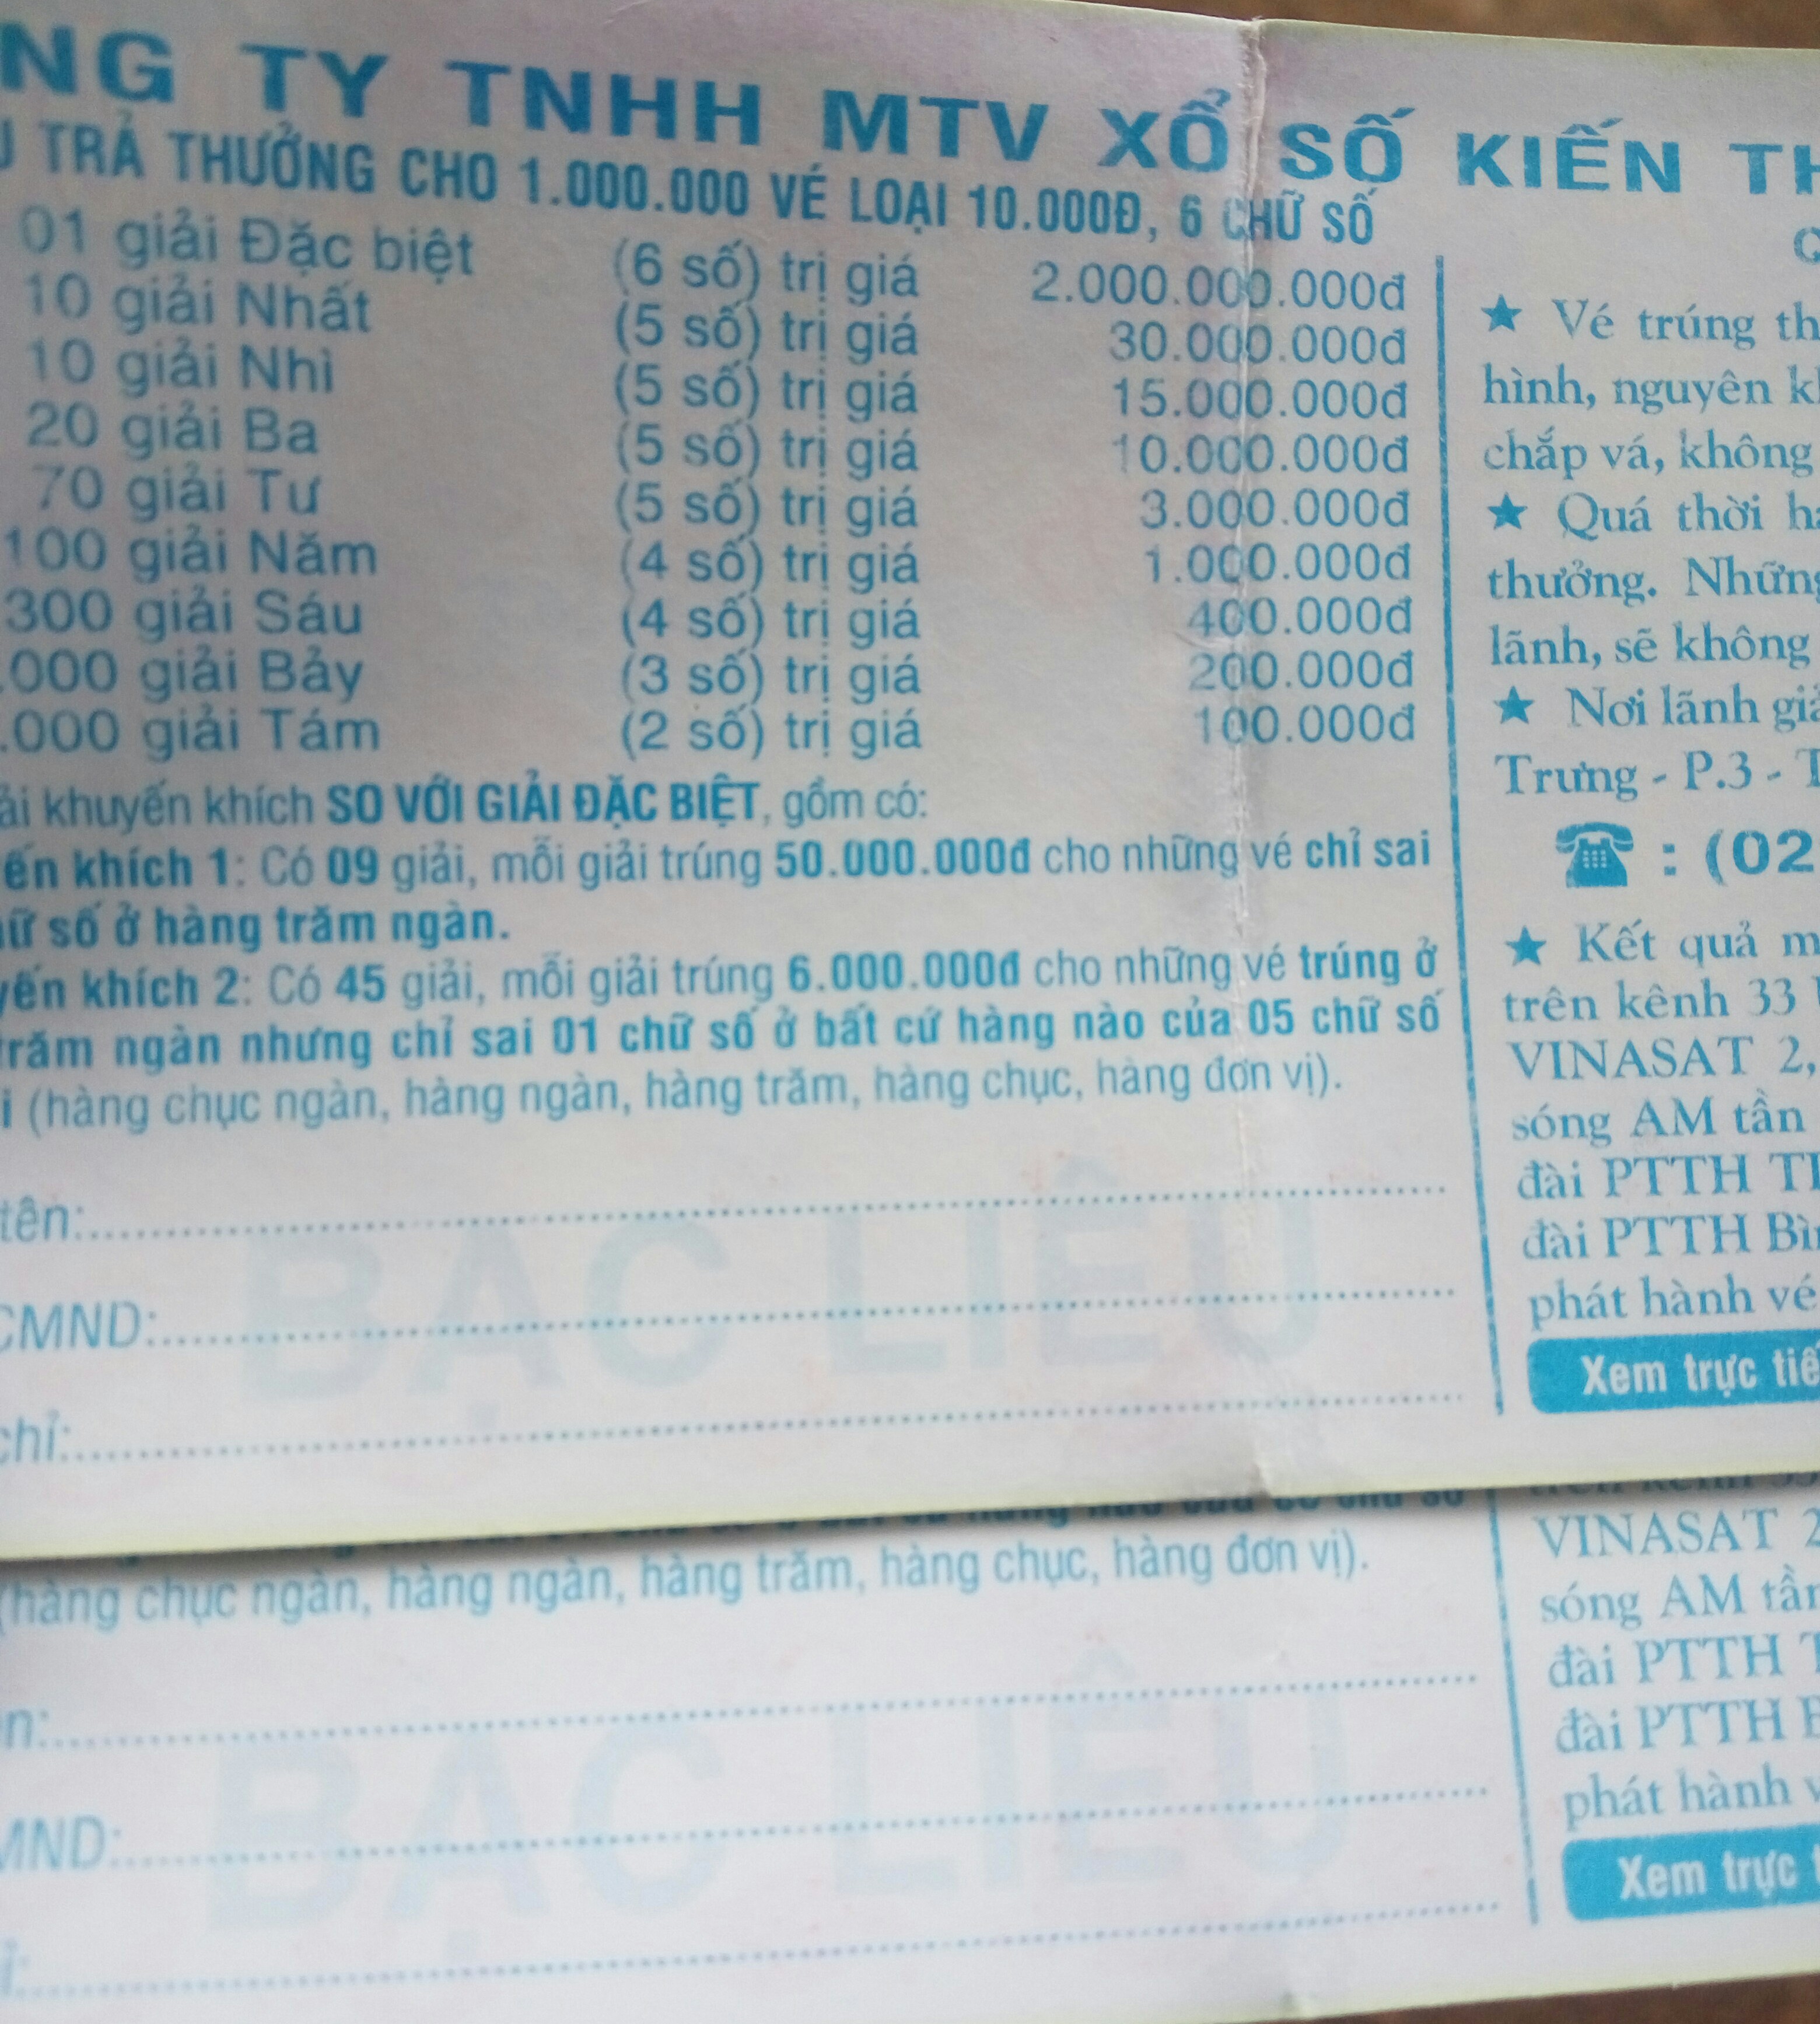 NG TY TNHH MTV XỔ SỐ KIẾN TH
U TRẢ THƯỞNG CHO 1.000.000 VÉ LOẠI 10.000Đ, 6 CHỮ SỐ
01 giải Đặc biệt (6 số) trị giá 2.000.000.000đ
10 giải Nhất (5 số) trị giá 30.000.000đ
10 giải Nhì (5 số) trị giá 15.000.000đ
20 giải Ba (5 số) trị giá 10.000.000đ
70 giải Tư (5 số) trị giá 3.000.000đ
100 giải Năm (4 số) trị giá 1.000.000đ
300 giải Sáu (4 số) trị giá 400.000đ
.000 giải Bảy (3 số) trị giá 200.000đ
.000 giải Tám (2 số) trị giá 100.000đ
ải khuyến khích SO VỚI GIẢI ĐẶC BIỆT, gồm có:
ến khích 1: Có 09 giải, mỗi giải trúng 50.000.000đ cho những vé chỉ sai
ữ số ở hàng trăm ngàn.
yến khích 2: Có 45 giải, mỗi giải trúng 6.000.000đ cho những vé trúng ở
trăm ngàn nhưng chỉ sai 01 chữ số ở bất cứ hàng nào của 05 chữ số
i (hàng chục ngàn, hàng ngàn, hàng trăm, hàng chục, hàng đơn vị).
tên:
CMND:
chỉ:
BẠC LIÊU
★ Vé trúng th
hình, nguyên kh
chắp vá, không
★ Quá thời hạ
thưởng. Những
lãnh, sẽ không
★ Nơi lãnh giả
Trưng - P.3 - T
: (02
★ Kết quả m
trên kênh 33
VINASAT 2,
sóng AM tần
đài PTTH TI
đài PTTH Bìn
phát hành vé
Xem trực tiế
(hàng chục ngàn, hàng ngàn, hàng trăm, hàng chục, hàng đơn vị).
n:
MND:
ỉ:
BẠC LIÊU
VINASAT 2
sóng AM tần
đài PTTH T
đài PTTH B
phát hành v
Xem trực t